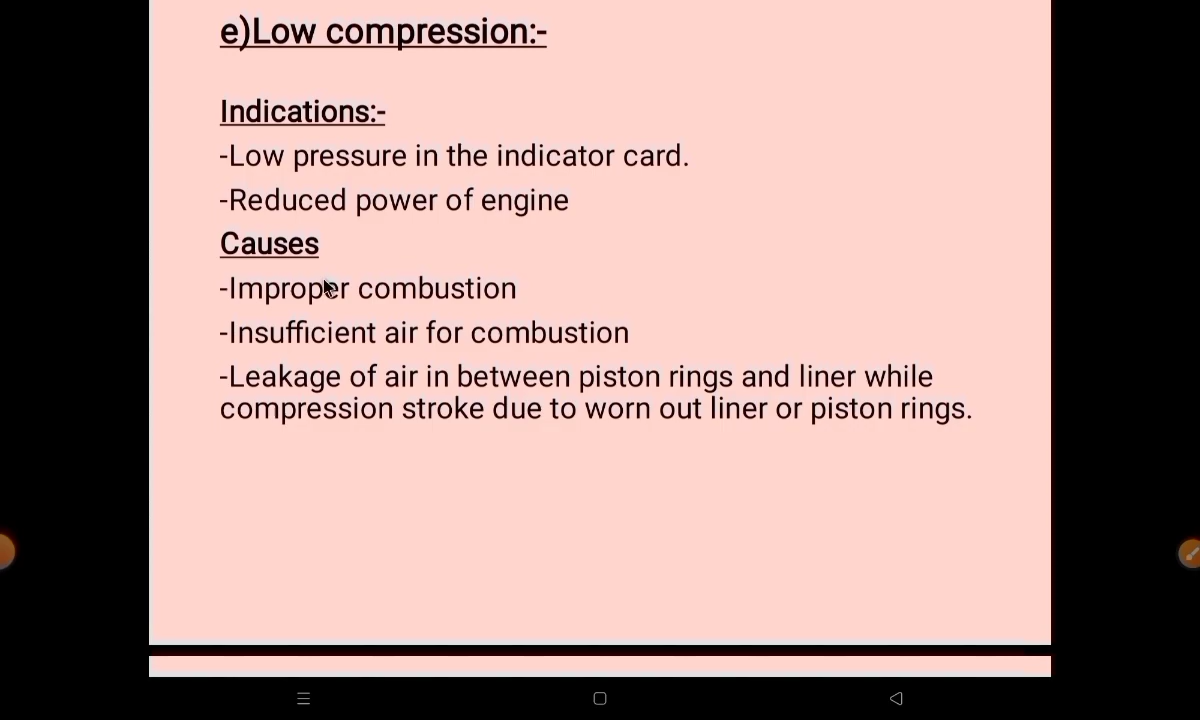 e)Low compression:-
Indications:-
-Low pressure in the indicator card.
-Reduced power of engine
Causes
-Improper combustion
-Insufficient air for combustion
-Leakage of air in between piston rings and liner while
compression stroke due to worn out liner or piston rings.